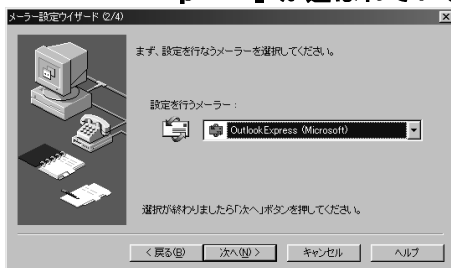 メーラー設定ウィザード (2/4)
まず、設定を行なうメーラーを選択してください。
設定を行うメーラー：
OutlookExpress (Microsoft)
選択が終わりましたら「次へ」ボタンを押してください。
< 戻る(B)
次へ(N) >
キャンセル
ヘルプ